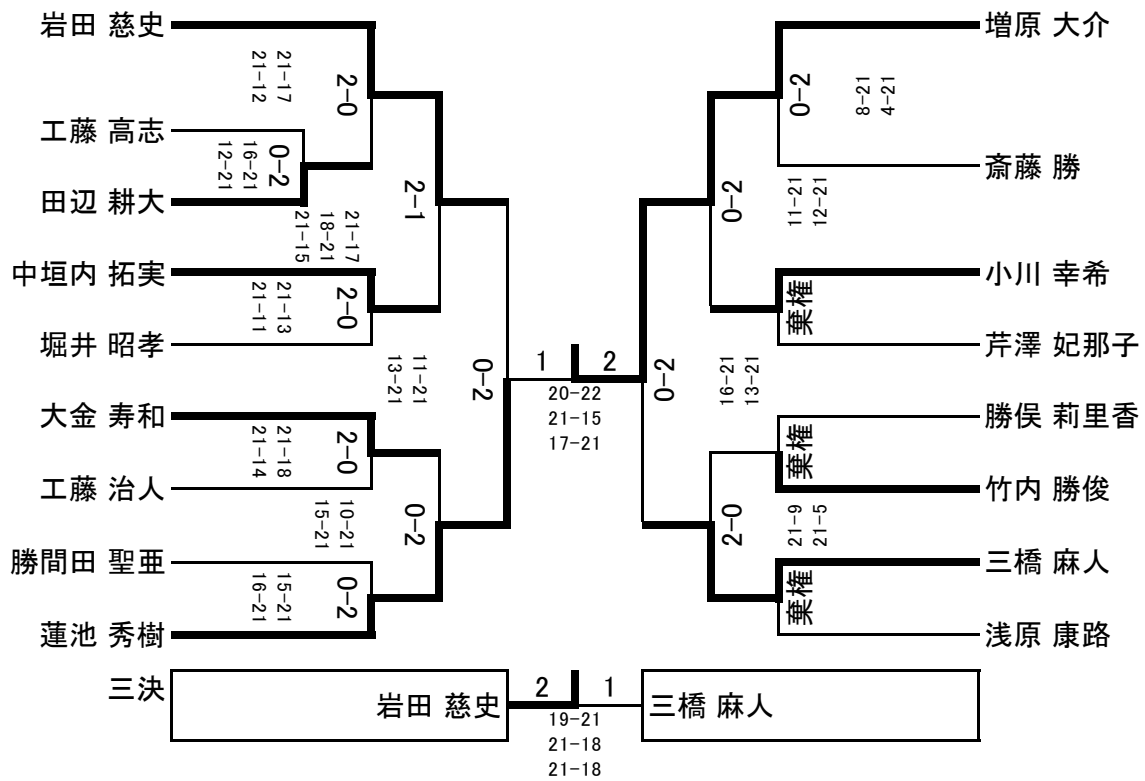 岩田 慈史
21-17
21-12
2-0
工藤 高志
0-2
16-21
12-21
田辺 耕大
2-1
21-17
18-21
21-15
中垣内 拓実
21-13
21-11
2-0
堀井 昭孝
11-21
13-21
0-2
大金 寿和
21-18
21-14
2-0
工藤 治人
10-21
15-21
0-2
勝間田 聖亜
15-21
16-21
0-2
蓮池 秀樹
1 2
20-22
21-15
17-21
増原 大介
0-2
4-21
8-21
斎藤 勝
0-2
12-21
11-21
小川 幸希
棄権
芹澤 妃那子
0-2
13-21
16-21
勝俣 莉里香
棄権
竹内 勝俊
2-0
21-5
21-9
三橋 麻人
棄権
浅原 康路
三決
岩田 慈史 2 1 三橋 麻人
19-21
21-18
21-18